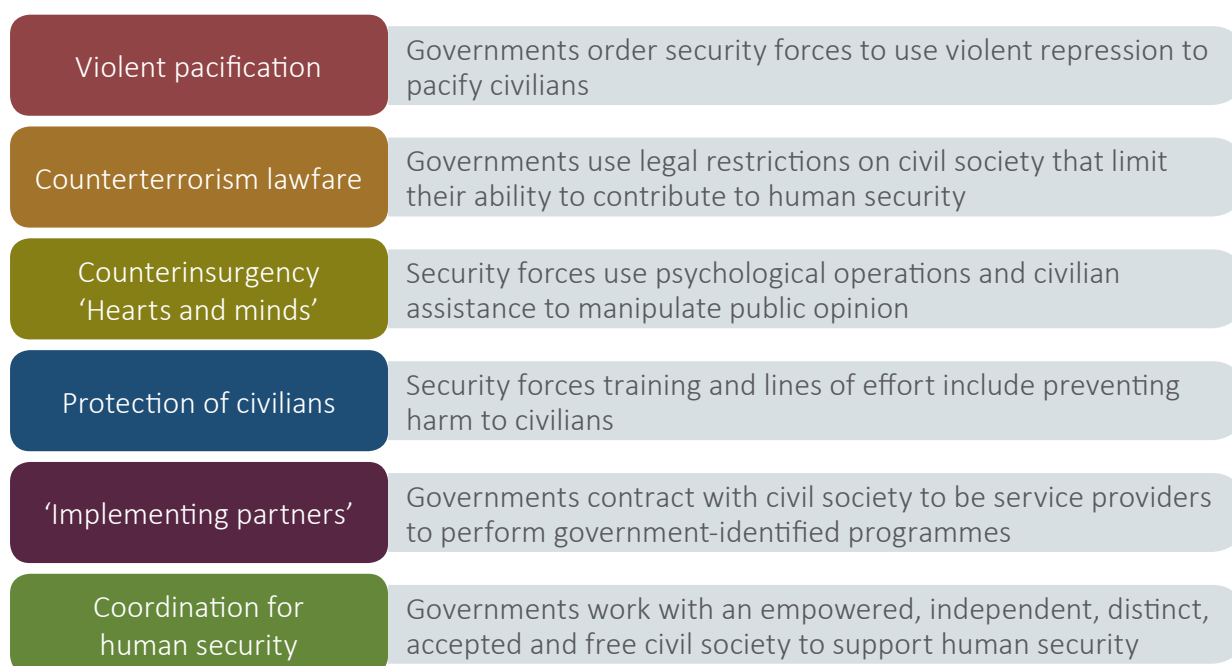 Violent pacification
Governments order security forces to use violent repression to
pacify civilians
Counterterrorism lawfare
Governments use legal restrictions on civil society that limit
their ability to contribute to human security
Counterinsurgency
‘Hearts and minds’
Security forces use psychological operations and civilian
assistance to manipulate public opinion
Protection of civilians
Security forces training and lines of effort include preventing
harm to civilians
‘Implementing partners’
Governments contract with civil society to be service providers
to perform government-identified programmes
Coordination for
human security
Governments work with an empowered, independent, distinct,
accepted and free civil society to support human security